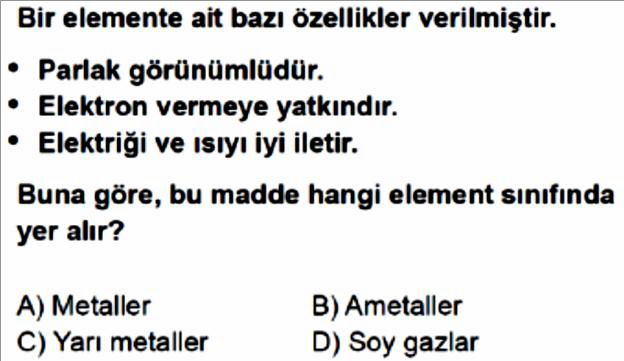 Bir elemente ait bazı özellikler verilmiştir.
• Parlak görünümlüdür.
• Elektron vermeye yatkındır.
• Elektriği ve ısıyı iyi iletir.
Buna göre, bu madde hangi element sınıfında
yer alır?
A) Metaller B) Ametaller
C) Yarı metaller D) Soy gazlar